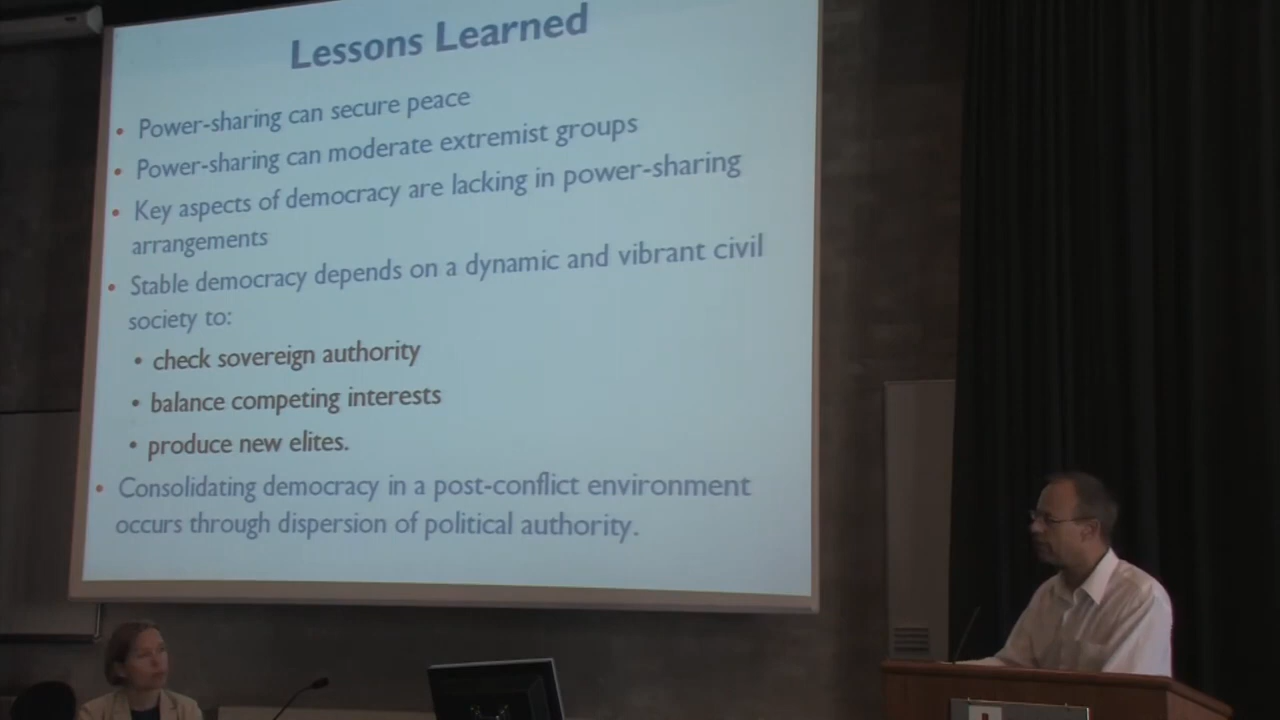 Lessons Learned
• Power-sharing can secure peace
• Power-sharing can moderate extremist groups
• Key aspects of democracy are lacking in power-sharing
arrangements
• Stable democracy depends on a dynamic and vibrant civil
society to:
• check sovereign authority
• balance competing interests
• produce new elites.
• Consolidating democracy in a post-conflict environment
occurs through dispersion of political authority.